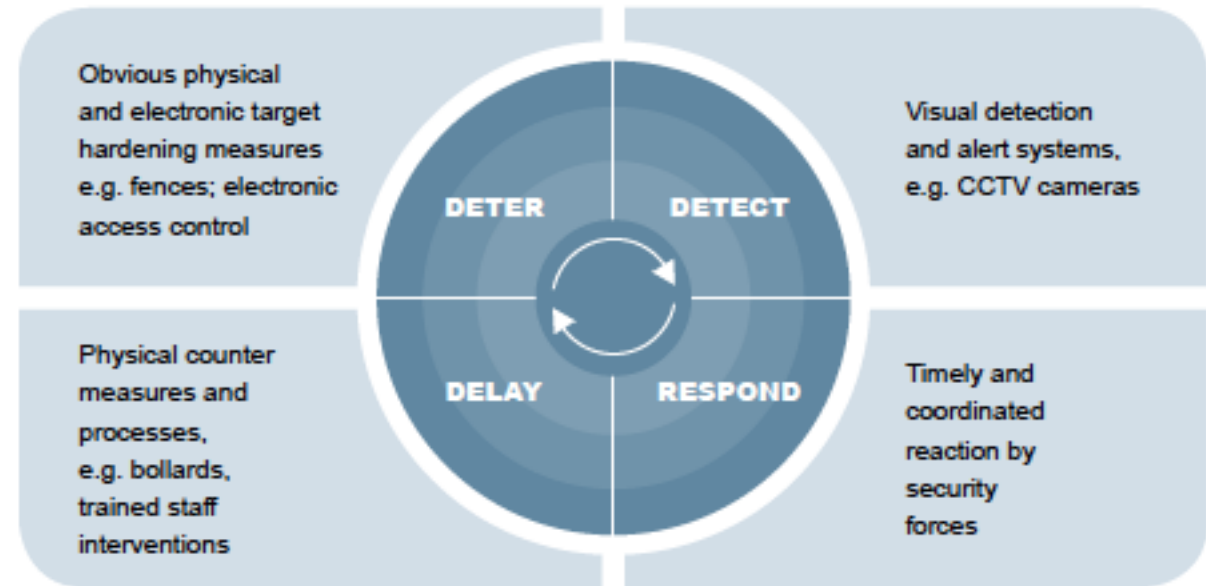 Obvious physical
and electronic target
hardening measures
e.g. fences; electronic
access control
DETER
DETECT
Visual detection
and alert systems,
e.g. CCTV cameras
Physical counter
measures and
processes,
e.g. bollards,
trained staff
interventions
DELAY
RESPOND
Timely and
coordinated
reaction by
security
forces